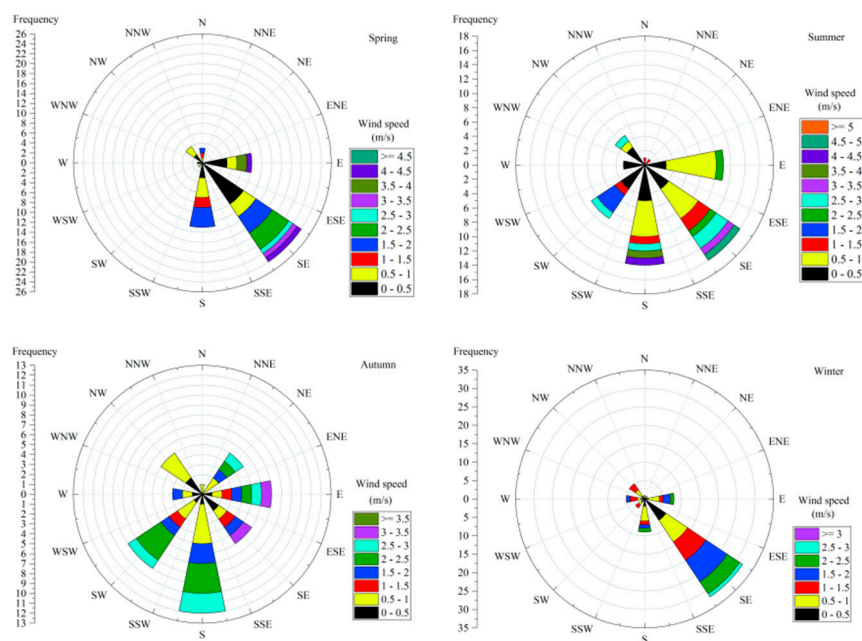 Frequency
Spring
26
24
22
20
18
16
14
12
10
8
6
4
2
0
2
4
6
8
10
12
14
16
18
20
22
24
26
N
NNE
NE
ENE
E
ESE
SE
SSE
S
SSW
SW
WSW
W
WNW
NW
NNW
Wind speed
(m/s)
>= 4.5
4 - 4.5
3.5 - 4
3 - 3.5
2.5 - 3
2 - 2.5
1.5 - 2
1 - 1.5
0.5 - 1
0 - 0.5
Frequency
Summer
18
16
14
12
10
8
6
4
2
0
2
4
6
8
10
12
14
16
18
N
NNE
NE
ENE
E
ESE
SE
SSE
S
SSW
SW
WSW
W
WNW
NW
NNW
Wind speed
(m/s)
>= 5
4.5 - 5
4 - 4.5
3.5 - 4
3 - 3.5
2.5 - 3
2 - 2.5
1.5 - 2
1 - 1.5
0.5 - 1
0 - 0.5
Frequency
Autumn
13
12
11
10
9
8
7
6
5
4
3
2
1
0
1
2
3
4
5
6
7
8
9
10
11
12
13
N
NNE
NE
ENE
E
ESE
SE
SSE
S
SSW
SW
WSW
W
WNW
NW
NNW
Wind speed
(m/s)
>= 3.5
3 - 3.5
2.5 - 3
2 - 2.5
1.5 - 2
1 - 1.5
0.5 - 1
0 - 0.5
Frequency
Winter
35
30
25
20
15
10
5
0
5
10
15
20
25
30
35
N
NNE
NE
ENE
E
ESE
SE
SSE
S
SSW
SW
WSW
W
WNW
NW
NNW
Wind speed
(m/s)
>= 3
2.5 - 3
2 - 2.5
1.5 - 2
1 - 1.5
0.5 - 1
0 - 0.5